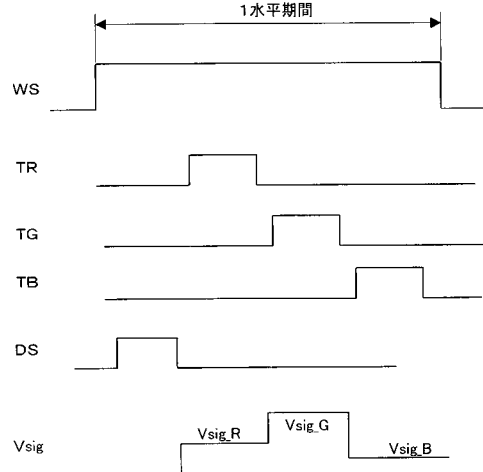 1水平期間
WS
TR
TG
TB
DS
Vsig
Vsig_R
Vsig_G
Vsig_B